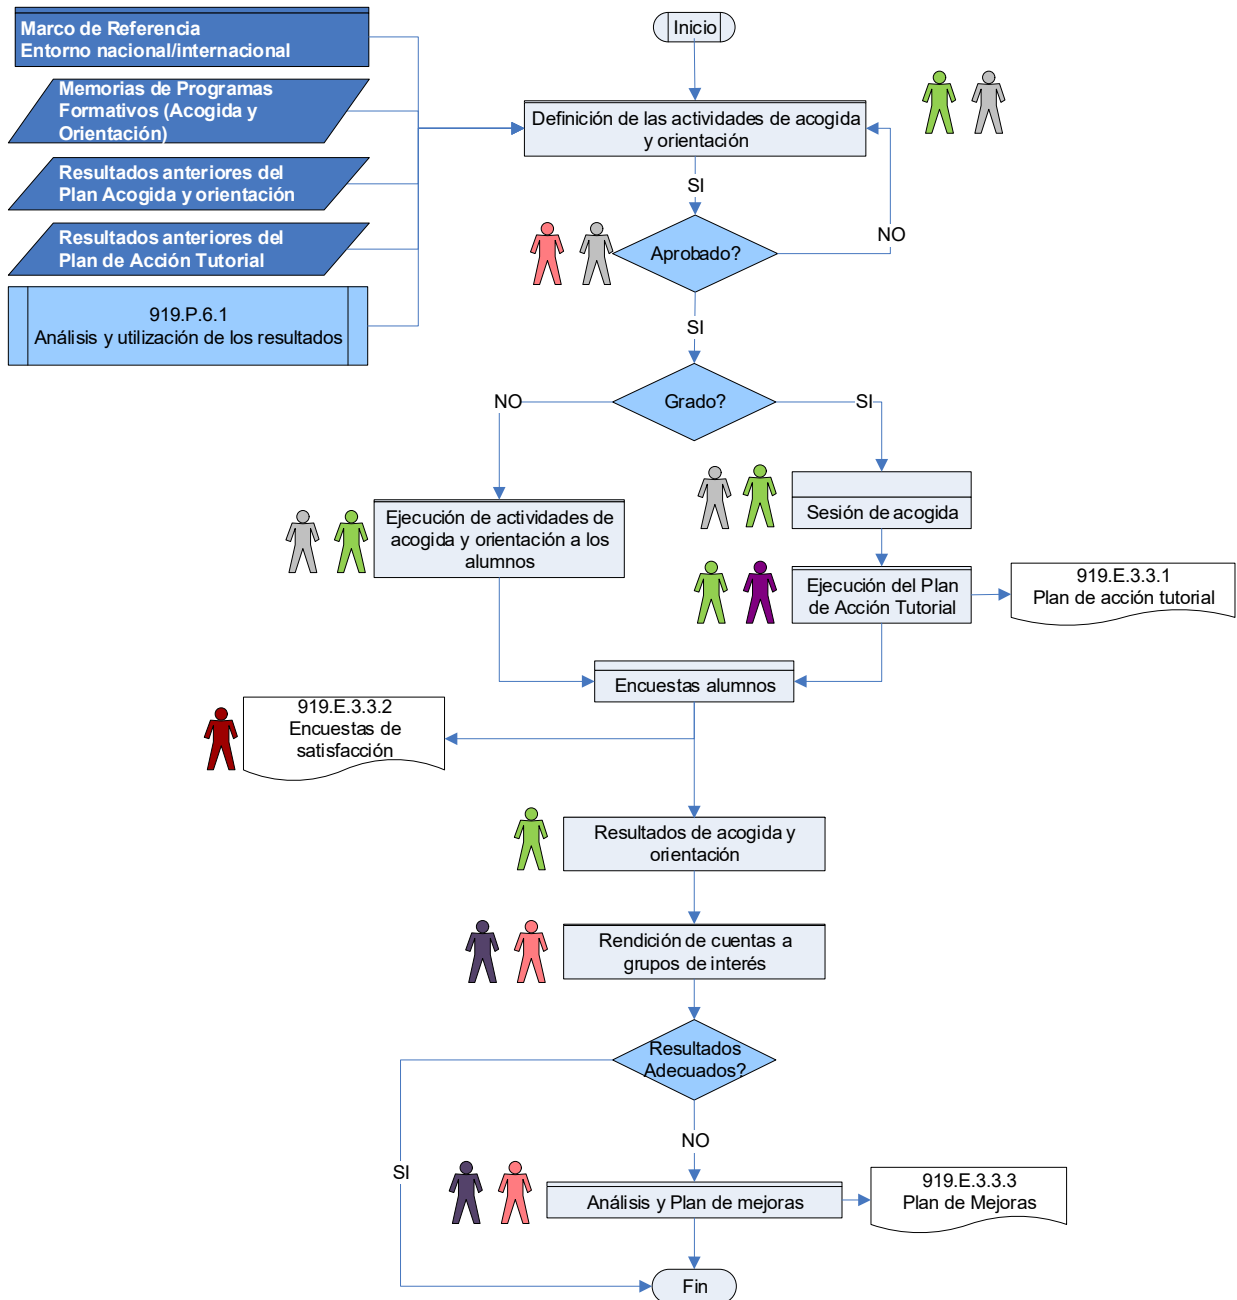 Marco de Referencia
Entorno nacional/internacional
Memorias de Programas
Formativos (Acogida y
Orientación)
Resultados anteriores del
Plan Acogida y orientación
Resultados anteriores del
Plan de Acción Tutorial
919.P.6.1
Análisis y utilización de los resultados
Inicio
Definición de las actividades de acogida
y orientación
SI
Aprobado?
NO
SI
Grado?
NO
SI
Ejecución de actividades de
acogida y orientación a los
alumnos
Sesión de acogida
Ejecución del Plan
de Acción Tutorial
919.E.3.3.1
Plan de acción tutorial
Encuestas alumnos
919.E.3.3.2
Encuestas de
satisfacción
Resultados de acogida y
orientación
Rendición de cuentas a
grupos de interés
Resultados
Adecuados?
NO
SI
Análisis y Plan de mejoras
919.E.3.3.3
Plan de Mejoras
Fin